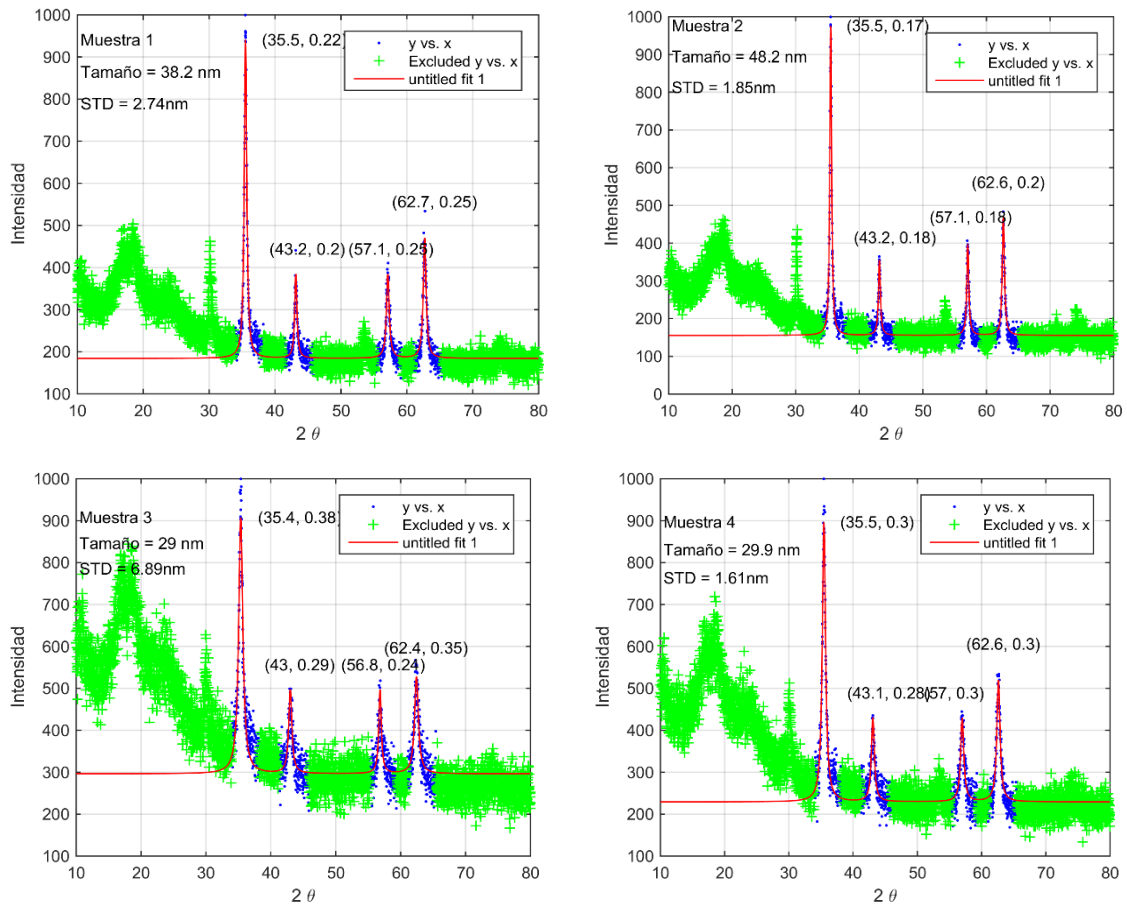 1000
900
800
700
600
500
400
300
200
100
Intensidad
Muestra 1
Tamaño = 38.2 nm
STD = 2.74nm
(35.5, 0.22)
(43.2, 0.2)
(57.1, 0.25)
(62.7, 0.25)
y vs. x
Excluded y vs. x
untitled fit 1
10 20 30 40 50 60 70 80
2 θ
1000
900
800
700
600
500
400
300
200
100
0
Intensidad
Muestra 2
Tamaño = 48.2 nm
STD = 1.85nm
(35.5, 0.17)
(43.2, 0.18)
(57.1, 0.18)
(62.6, 0.2)
y vs. x
Excluded y vs. x
untitled fit 1
10 20 30 40 50 60 70 80
2 θ
1000
900
800
700
600
500
400
300
200
100
Intensidad
Muestra 3
Tamaño = 29 nm
STD = 6.89nm
(35.4, 0.38)
(43, 0.29)
(56.8, 0.24)
(62.4, 0.35)
y vs. x
Excluded y vs. x
untitled fit 1
10 20 30 40 50 60 70 80
2 θ
1000
900
800
700
600
500
400
300
200
100
Intensidad
Muestra 4
Tamaño = 29.9 nm
STD = 1.61nm
(35.5, 0.3)
(43.1, 0.28)
(57, 0.3)
(62.6, 0.3)
y vs. x
Excluded y vs. x
untitled fit 1
10 20 30 40 50 60 70 80
2 θ